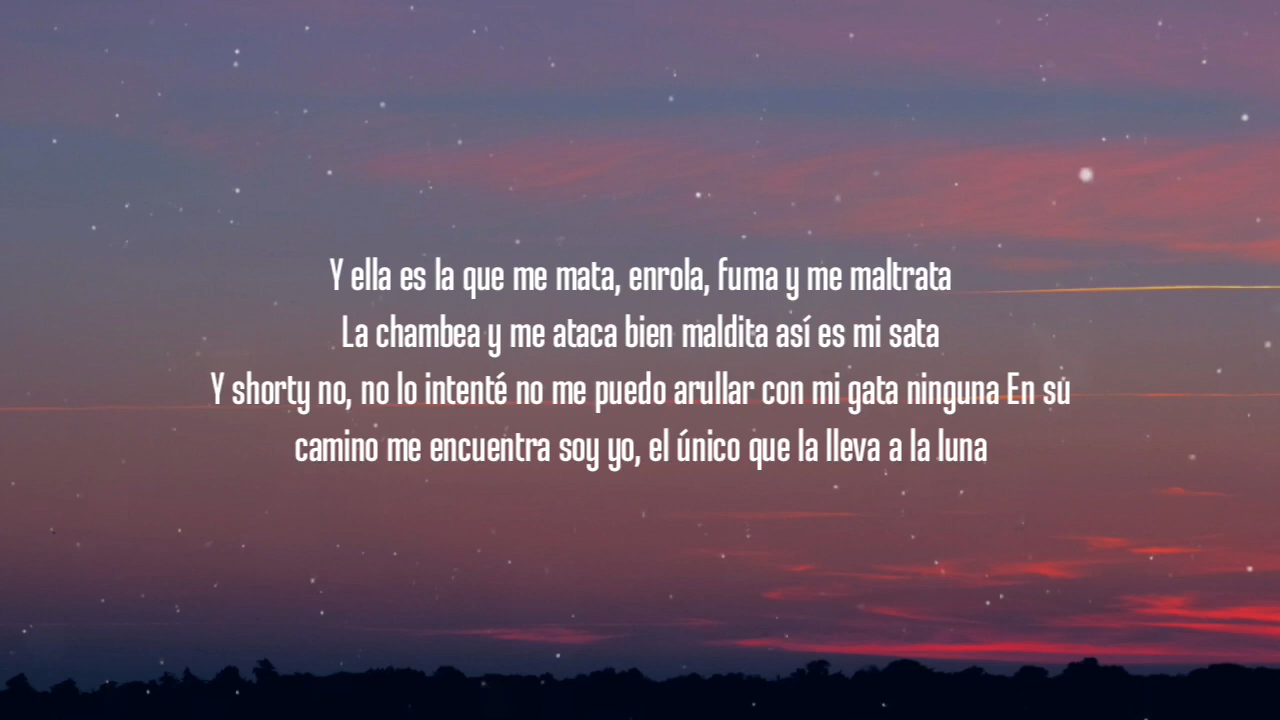 Y ella es la que me mata, enrola, fuma y me maltrata
La chambea y me ataca bien maldita así es mi sata
Y shorty no, no lo intenté no me puedo arullar con mi gata ninguna En su
camino me encuentra soy yo, el único que la lleva a la luna